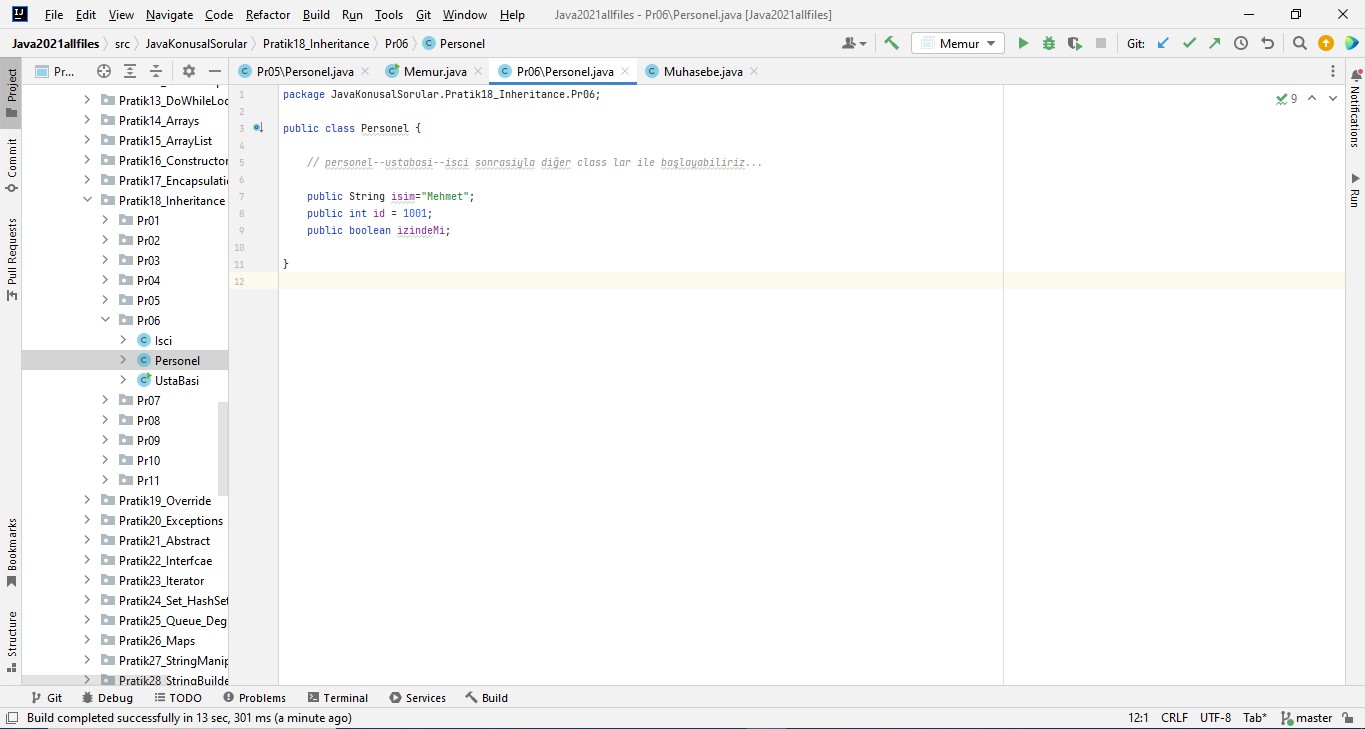 File Edit View Navigate Code Refactor Build Run Tools Git Window Help Java2021allfiles - Pr06\Personel.java [Java2021allfiles]
Java2021allfiles src JavaKonusalSorular Pratik18_Inheritance Pr06 Personel Memur Git:
Project
Commit
Pull Requests
Bookmarks
Structure
Pr...
Pratik13_DoWhileLoo
Pratik14_Arrays
Pratik15_ArrayList
Pratik16_Constructor
Pratik17_Encapsulati
Pratik18_Inheritance
Pr01
Pr02
Pr03
Pr04
Pr05
Pr06
Isci
Personel
UstaBasi
Pr07
Pr08
Pr09
Pr10
Pr11
Pratik19_Override
Pratik20_Exceptions
Pratik21_Abstract
Pratik22_Interfcae
Pratik23_Iterator
Pratik24_Set_HashSet
Pratik25_Queue_Deq
Pratik26_Maps
Pratik27_StringManip
Pratik28_StringBuilde
Pr05\Personel.java Memur.java Pr06\Personel.java Muhasebe.java
1 package JavaKonusalSorular.Pratik18_Inheritance.Pr06;
2
3 public class Personel {
4
5 // personel--ustabasi--isci sonrasiyla diğer class lar ile başlayabiliriz...
6
7 public String isim="Mehmet";
8 public int id = 1001;
9 public boolean izindeMi;
10
11 }
12
9
Notifications
Run
Git Debug TODO Problems Terminal Services Build
Build completed successfully in 13 sec, 301 ms (a minute ago) 12:1 CRLF UTF-8 Tab* master